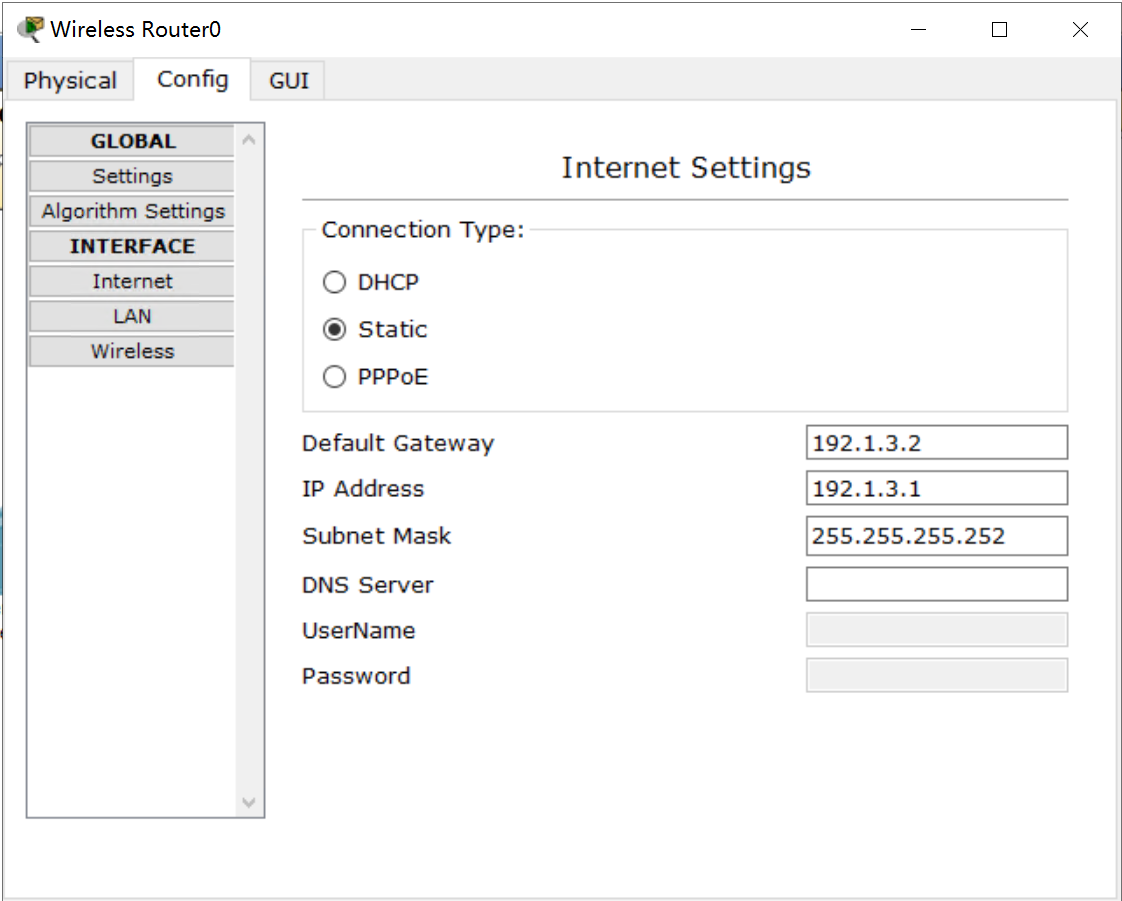 Wireless Router0
Physical Config GUI
GLOBAL
Settings
Algorithm Settings
INTERFACE
Internet
LAN
Wireless
Internet Settings
Connection Type:
DHCP
Static
PPPoE
Default Gateway 192.1.3.2
IP Address 192.1.3.1
Subnet Mask 255.255.255.252
DNS Server
UserName
Password